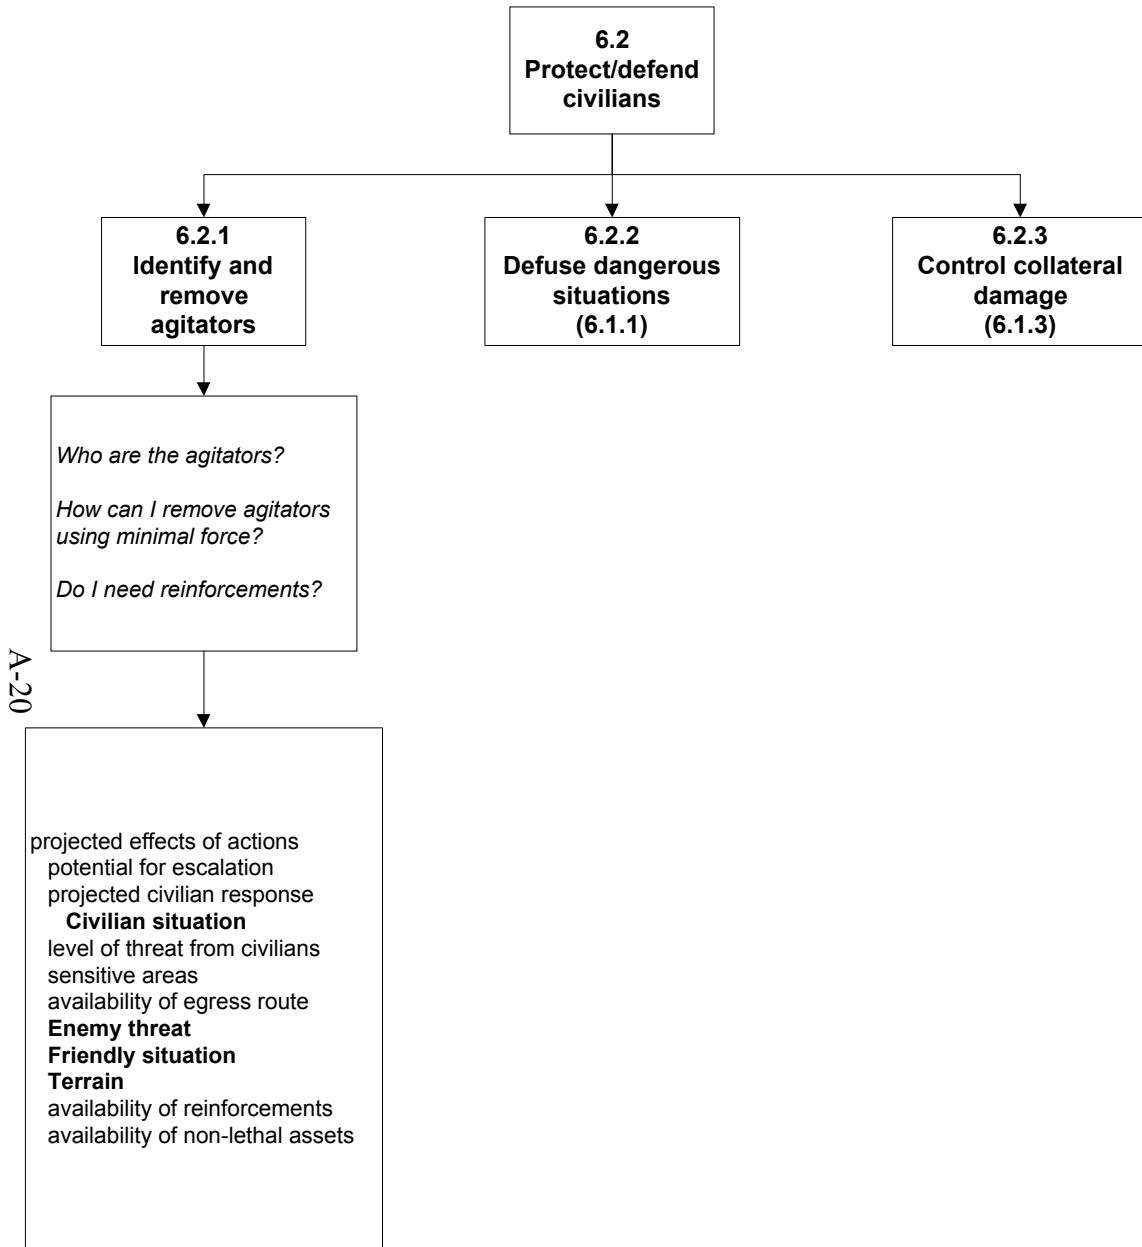 6.2
Protect/defend
civilians
6.2.1
Identify and
remove
agitators
6.2.2
Defuse dangerous
situations
(6.1.1)
6.2.3
Control collateral
damage
(6.1.3)
Who are the agitators?
How can I remove agitators
using minimal force?
Do I need reinforcements?
A-20
projected effects of actions
potential for escalation
projected civilian response
Civilian situation
level of threat from civilians
sensitive areas
availability of egress route
Enemy threat
Friendly situation
Terrain
availability of reinforcements
availability of non-lethal assets